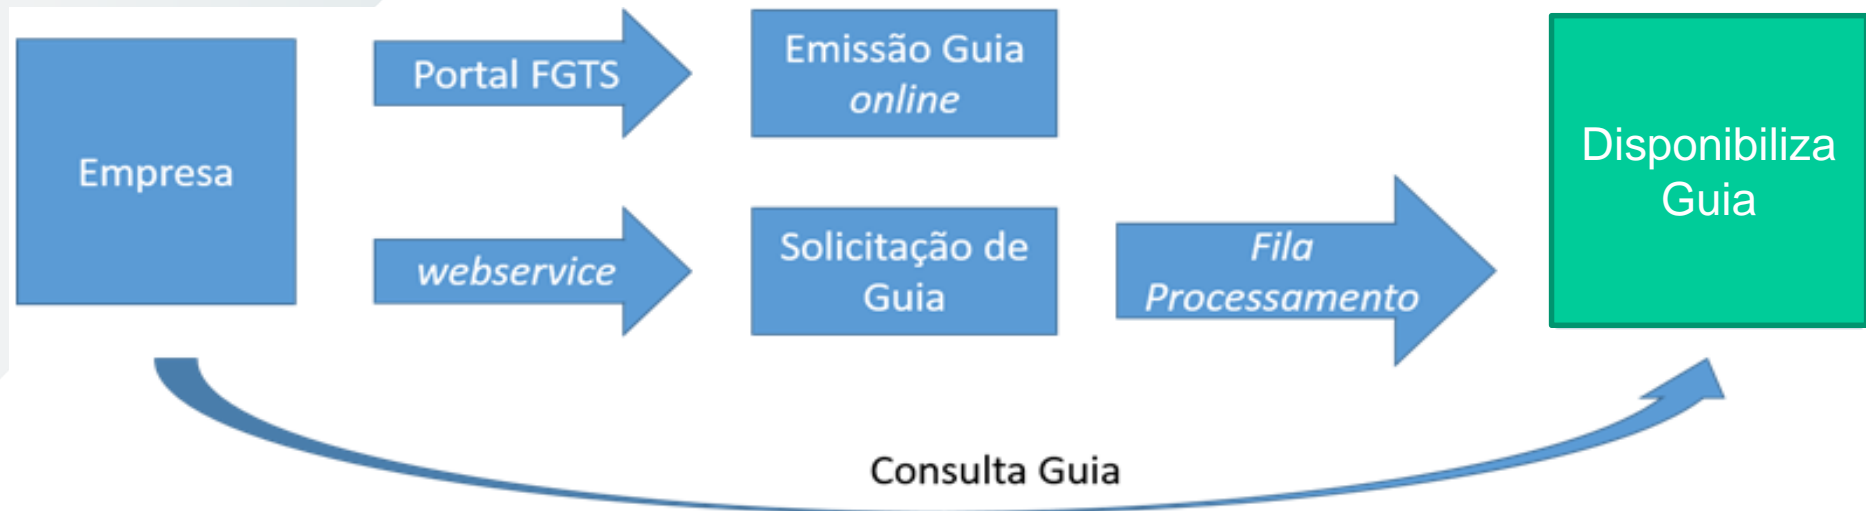 Empresa
Portal FGTS
Emissão Guia
online
webservice
Solicitação de
Guia
Fila
Processamento
Disponibiliza
Guia
Consulta Guia